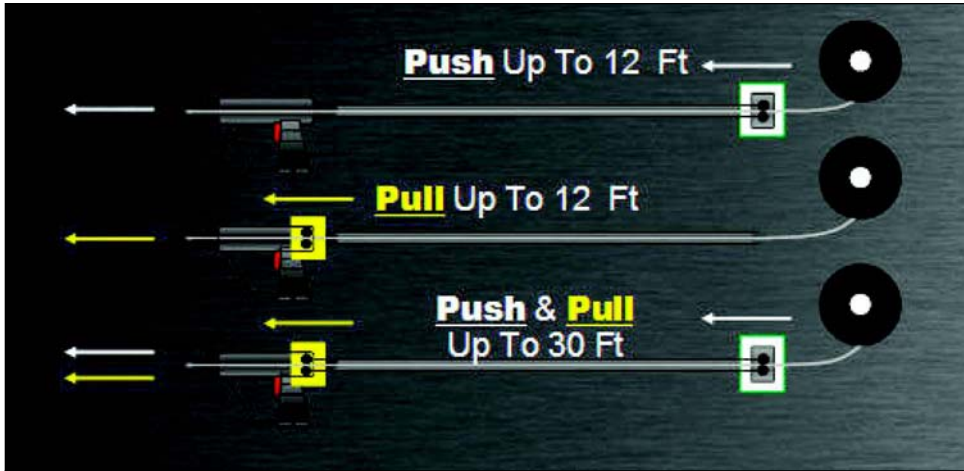 Push Up To 12 Ft
Pull Up To 12 Ft
Push & Pull
Up To 30 Ft